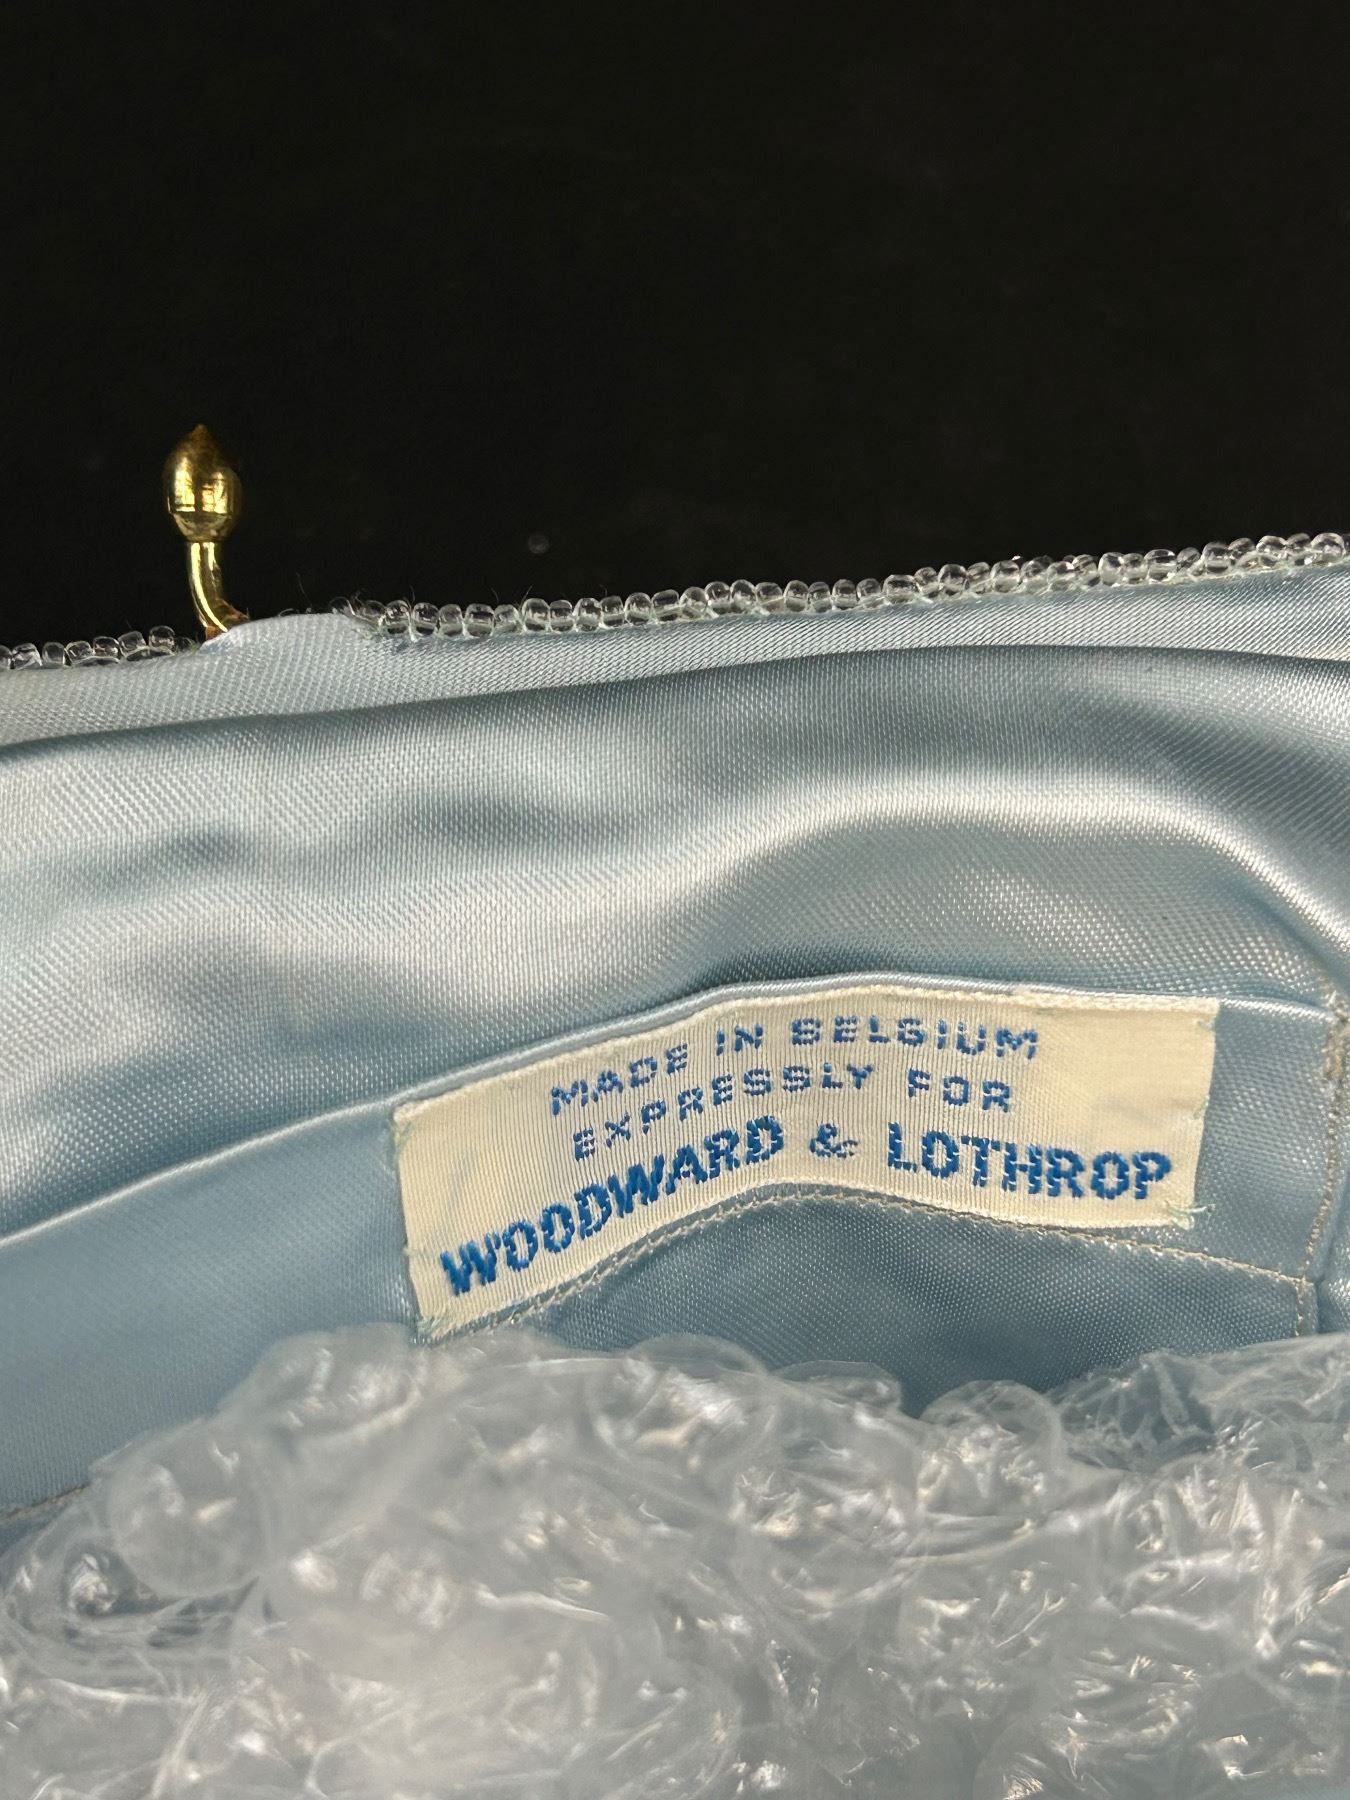 MADE IN BELGIUM
EXPRESSLY FOR
WOODWARD & LOTHROP